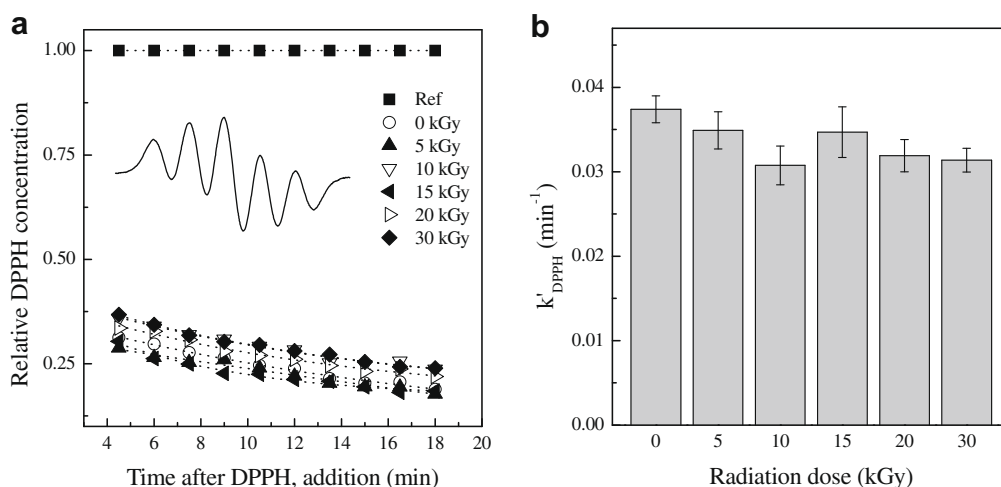 a
1.00
0.75
0.50
0.25
Relative DPPH concentration
Ref
0 kGy
5 kGy
10 kGy
15 kGy
20 kGy
30 kGy
4 6 8 10 12 14 16 18 20
Time after DPPH, addition (min)
b
0.04
0.03
0.02
0.01
0.00
k'DPPH (min-1)
0 5 10 15 20 30
Radiation dose (kGy)